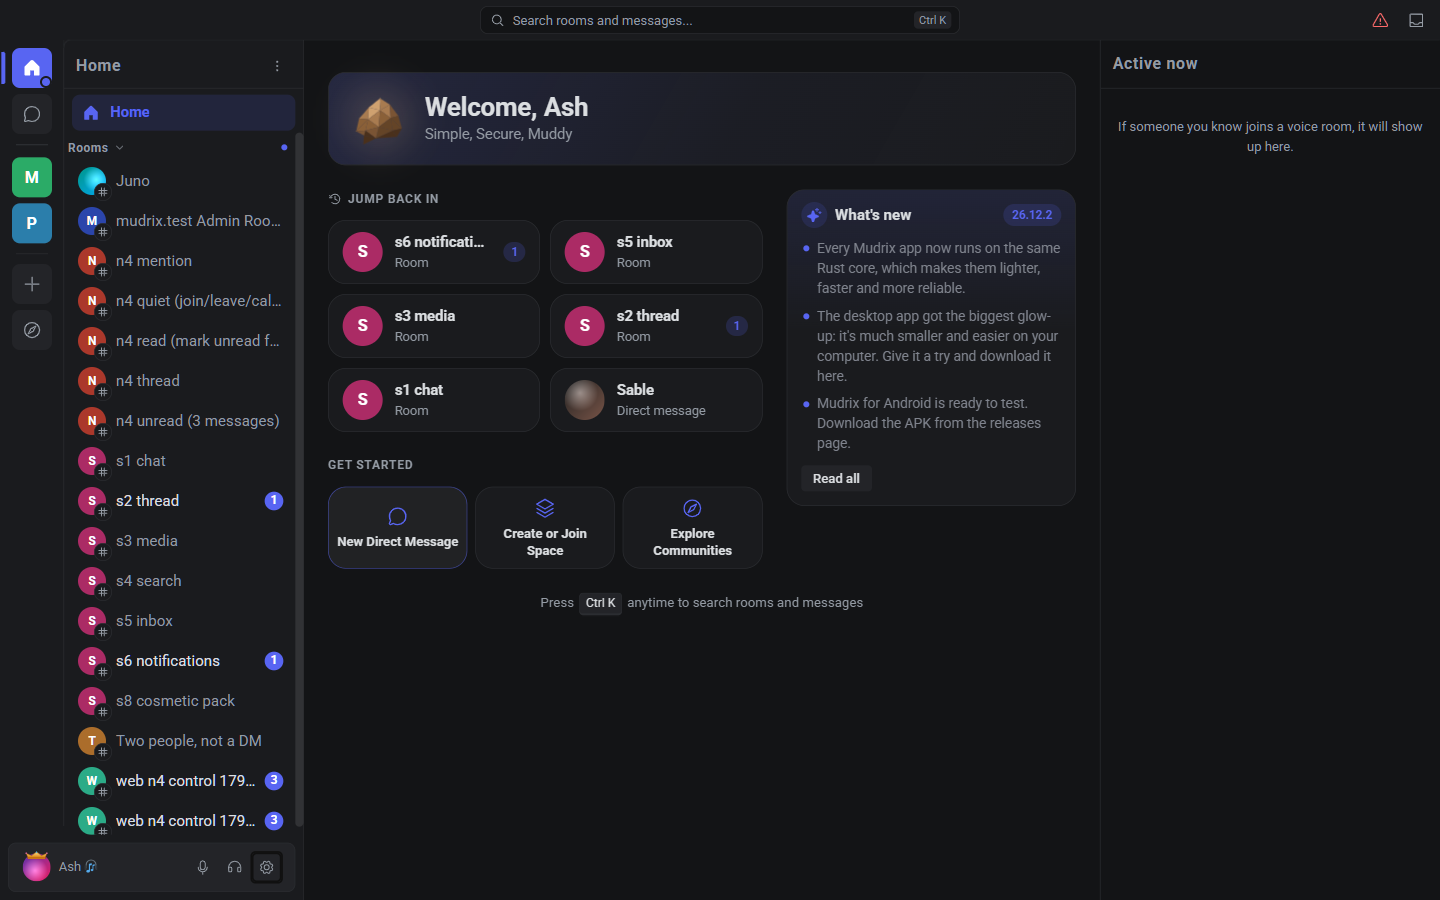 Search rooms and messages...
Ctrl K
Home
Home
Rooms
Juno
M
mudrix.test Admin Roo...
N
n4 mention
N
n4 quiet (join/leave/cal...
N
n4 read (mark unread f...
N
n4 thread
N
n4 unread (3 messages)
S
s1 chat
S
s2 thread
1
S
s3 media
S
s4 search
S
s5 inbox
S
s6 notifications
1
S
s8 cosmetic pack
T
Two people, not a DM
W
web n4 control 179...
3
W
web n4 control 179...
3
Ash
M
P
Welcome, Ash
Simple, Secure, Muddy
JUMP BACK IN
S
s6 notificati...
Room
1
S
s5 inbox
Room
S
s3 media
Room
S
s2 thread
Room
1
S
s1 chat
Room
Sable
Direct message
GET STARTED
New Direct Message
Create or Join
Space
Explore
Communities
Press Ctrl K anytime to search rooms and messages
What's new
26.12.2
Every Mudrix app now runs on the same
Rust core, which makes them lighter,
faster and more reliable.
The desktop app got the biggest glow-
up: it's much smaller and easier on your
computer. Give it a try and download it
here.
Mudrix for Android is ready to test.
Download the APK from the releases
page.
Read all
Active now
If someone you know joins a voice room, it will show
up here.